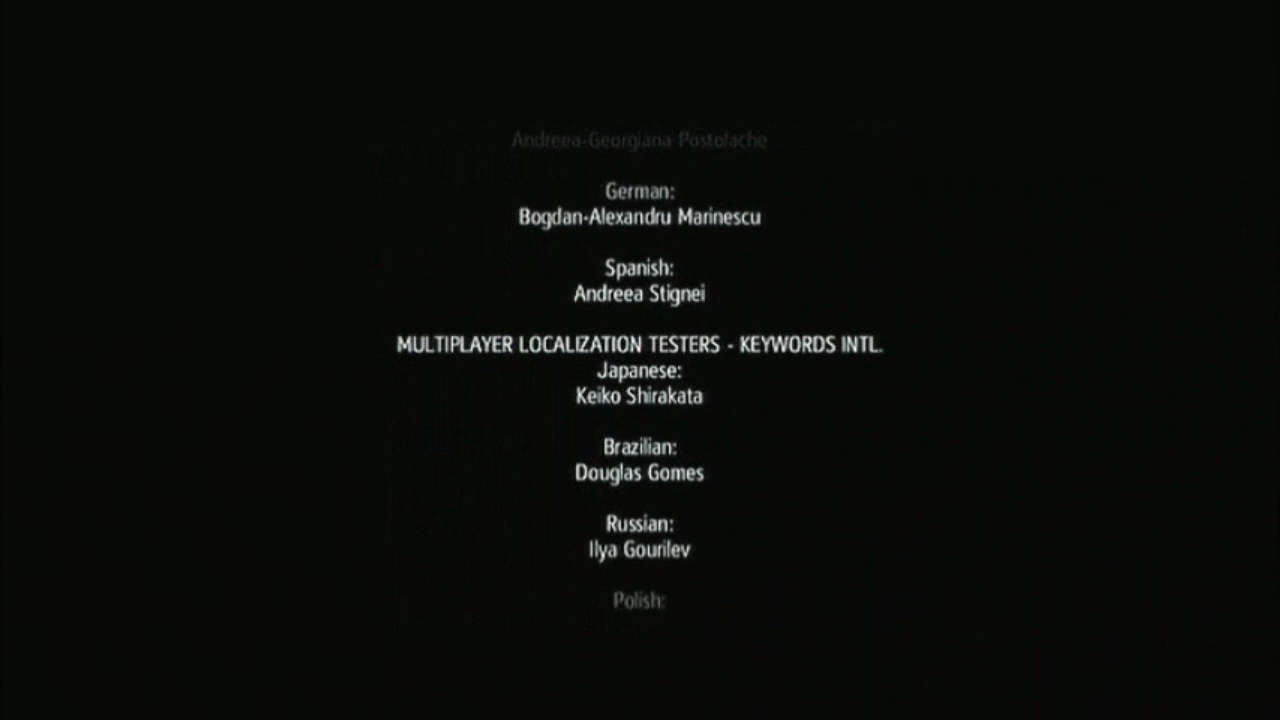 Andreea-Georgiana Postolache
German:
Bogdan-Alexandru Marinescu
Spanish:
Andreea Stignei
MULTIPLAYER LOCALIZATION TESTERS - KEYWORDS INTL.
Japanese:
Keiko Shirakata
Brazilian:
Douglas Gomes
Russian:
Ilya Gourilev
Polish: